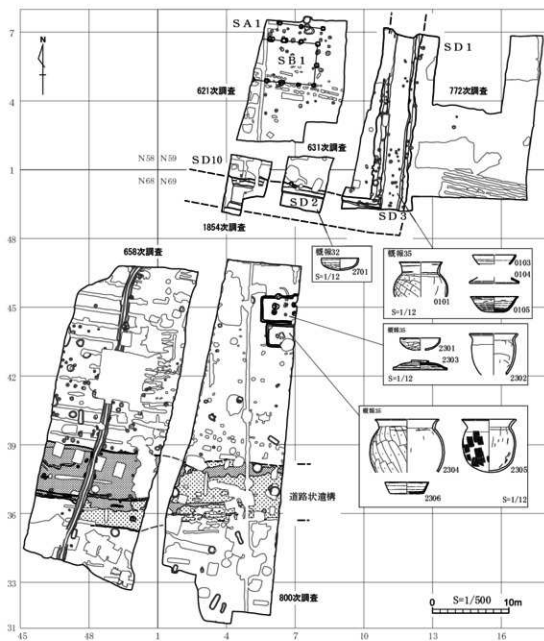 N
SA1
SB1
SD1
621次調査
772次調査
631次調査
N58 N59
N68 N69
SD10
SD2
SD3
1854次調査
658次調査
概報32
S=1/12
2701
概報35
0101
0103
0104
0105
S=1/12
概報35
2301
2303
S=1/12
2302
概報35
2304
2305
2306
S=1/12
道路状遺構
800次調査
S=1/500
0 10m
7
4
1
47
45
42
39
36
33
31
45 48 1 4 7 10 13 16